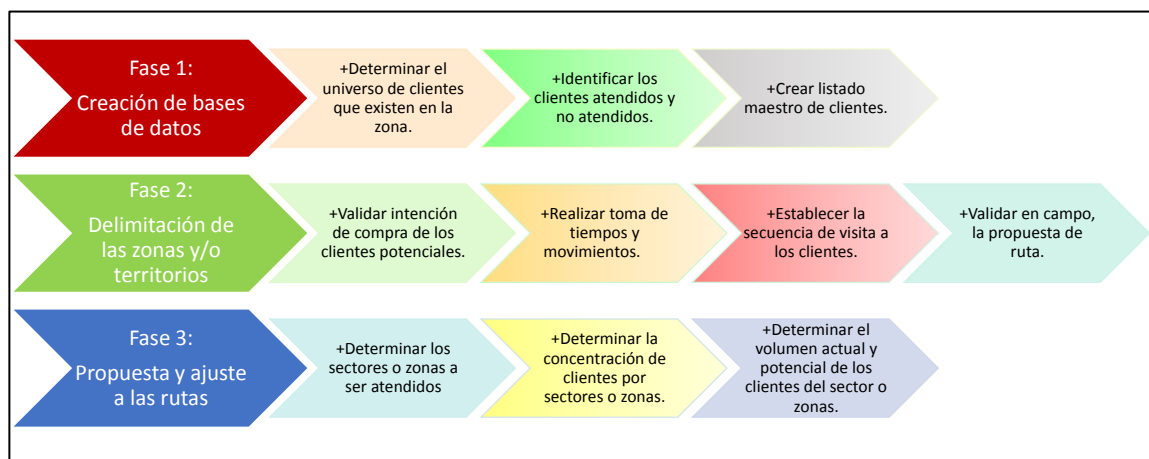 Fase 1:
Creación de bases
de datos
+Determinar el
universo de clientes
que existen en la
zona.
+Identificar los
clientes atendidos y
no atendidos.
+Crear listado
maestro de clientes.
Fase 2:
Delimitación de
las zonas y/o
territorios
+Validar intención
de compra de los
clientes potenciales.
+Realizar toma de
tiempos y
movimientos.
+Establecer la
secuencia de visita a
los clientes.
+Validar en campo,
la propuesta de
ruta.
Fase 3:
Propuesta y ajuste
a las rutas
+Determinar los
sectores o zonas a
ser atendidos
+Determinar la
concentración de
clientes por
sectores o zonas.
+Determinar el
volumen actual y
potencial de los
clientes del sector o
zonas.